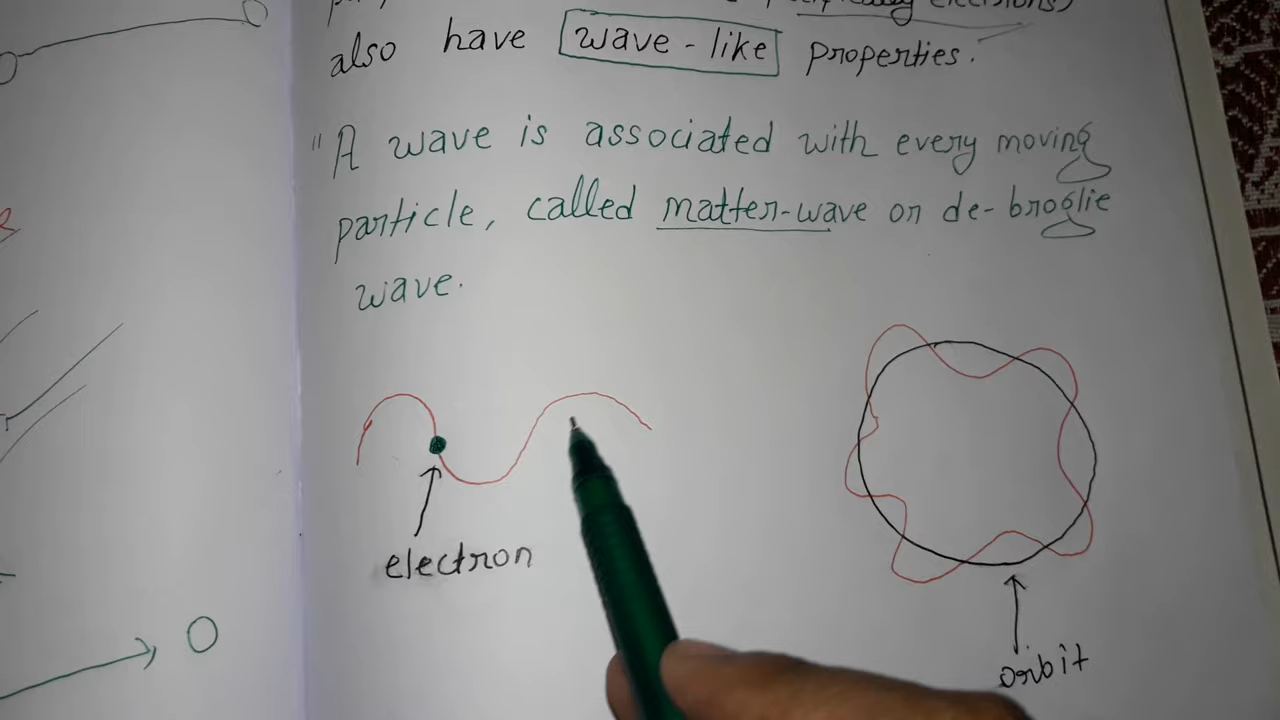 also have wave-like properties.
"A wave is associated with every moving
particle, called matter-wave or de-broglie
wave.
electron
orbit